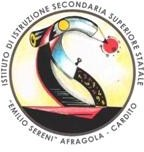 ISTITUTO DI ISTRUZIONE SECONDARIA SUPERIORE STATALE
"EMILIO SERENI" AFRAGOLA - CARDITO